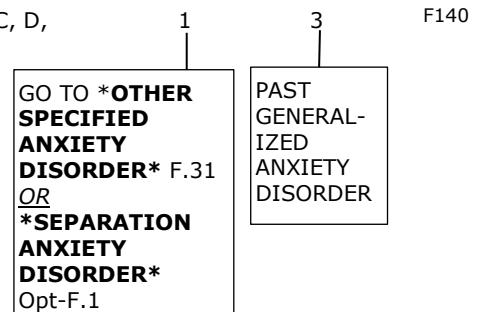 C, D, 1 3 F140
GO TO *OTHER
SPECIFIED
ANXIETY
DISORDER* F.31
OR
*SEPARATION
ANXIETY
DISORDER*
Opt-F.1
PAST
GENERAL-
IZED
ANXIETY
DISORDER